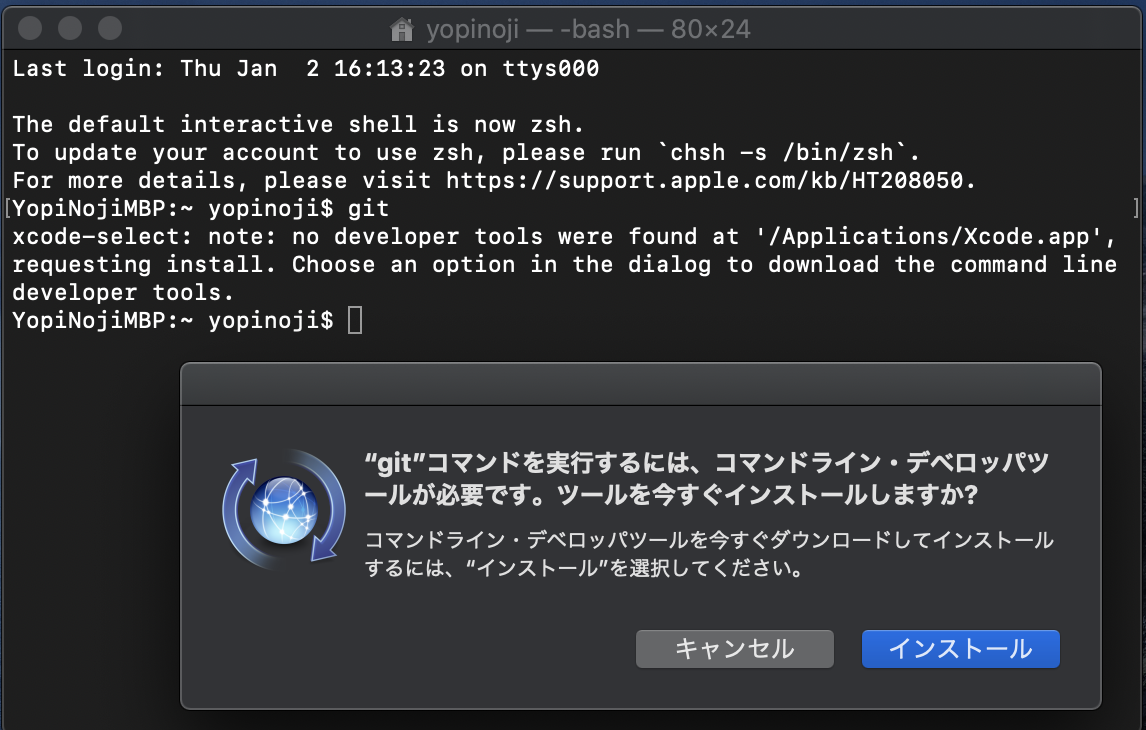 yopinoji — -bash — 80×24
Last login: Thu Jan  2 16:13:23 on ttys000
The default interactive shell is now zsh.
To update your account to use zsh, please run `chsh -s /bin/zsh`.
For more details, please visit https://support.apple.com/kb/HT208050.
[YopiNojiMBP:~ yopinoji$ git ]
xcode-select: note: no developer tools were found at '/Applications/Xcode.app',
requesting install. Choose an option in the dialog to download the command line
developer tools.
YopiNojiMBP:~ yopinoji$
“git”コマンドを実行するには、コマンドライン・デベロッパツ
ールが必要です。ツールを今すぐインストールしますか?
コマンドライン・デベロッパツールを今すぐダウンロードしてインストール
するには、“インストール”を選択してください。
キャンセル
インストール